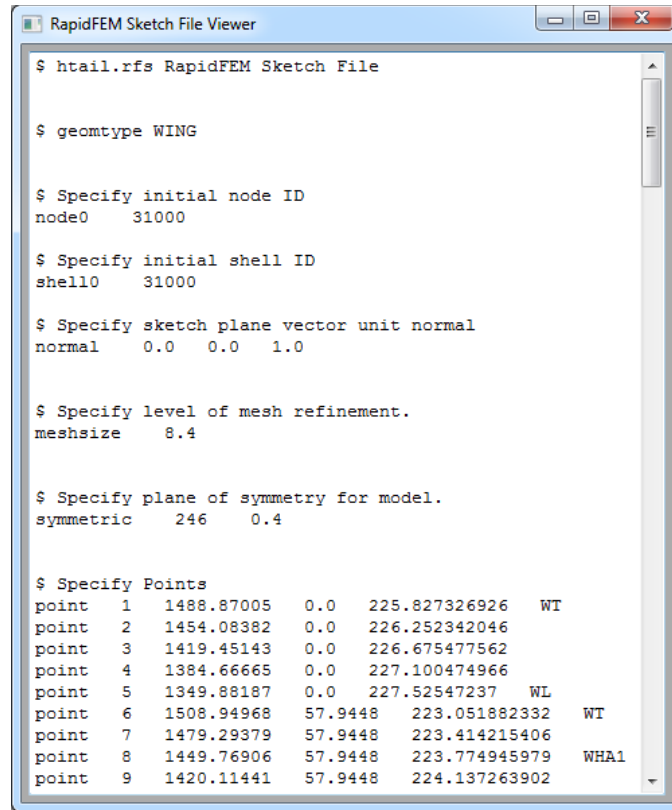 RapidFEM Sketch File Viewer
$ htail.rfs RapidFEM Sketch File
$ geomtype WING
$ Specify initial node ID
node0 31000
$ Specify initial shell ID
shell0 31000
$ Specify sketch plane vector unit normal
normal 0.0 0.0 1.0
$ Specify level of mesh refinement.
meshsize 8.4
$ Specify plane of symmetry for model.
symmetric 246 0.4
$ Specify Points
point 1 1488.87005 0.0 225.827326926 WT
point 2 1454.08382 0.0 226.252342046
point 3 1419.45143 0.0 226.675477562
point 4 1384.66665 0.0 227.100474966
point 5 1349.88187 0.0 227.52547237 WL
point 6 1508.94968 57.9448 223.051882332 WT
point 7 1479.29379 57.9448 223.414215406
point 8 1449.76906 57.9448 223.774945979 WHA1
point 9 1420.11441 57.9448 224.137263902